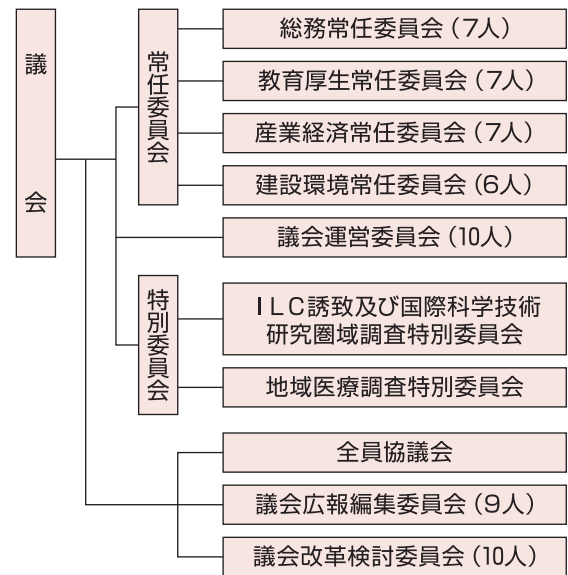 議会
常任委員会
総務常任委員会（7人）
教育厚生常任委員会（7人）
産業経済常任委員会（7人）
建設環境常任委員会（6人）
議会運営委員会（10人）
特別委員会
ILC誘致及び国際科学技術
研究圏域調査特別委員会
地域医療調査特別委員会
全員協議会
議会広報編集委員会（9人）
議会改革検討委員会（10人）